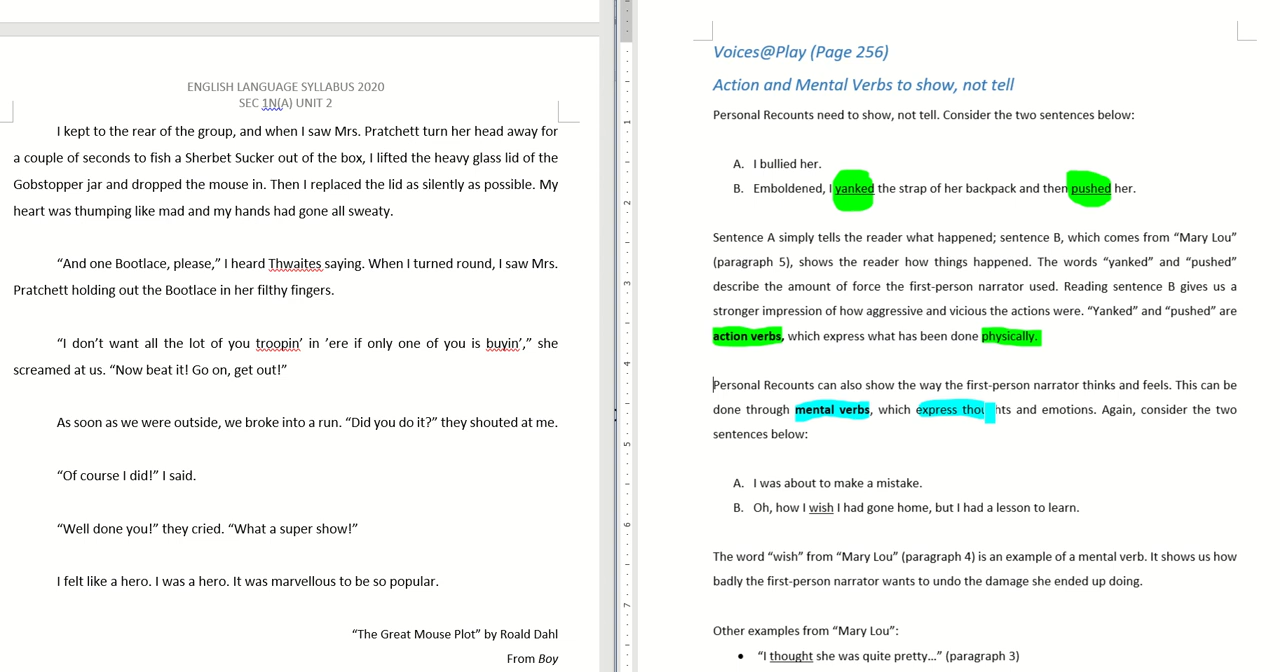 ENGLISH LANGUAGE SYLLABUS 2020
SEC 1N(A) UNIT 2
I kept to the rear of the group, and when I saw Mrs. Pratchett turn her head away for
a couple of seconds to fish a Sherbet Sucker out of the box, I lifted the heavy glass lid of the
Gobstopper jar and dropped the mouse in. Then I replaced the lid as silently as possible. My
heart was thumping like mad and my hands had gone all sweaty.
“And one Bootlace, please,” I heard Thwaites saying. When I turned round, I saw Mrs.
Pratchett holding out the Bootlace in her filthy fingers.
“I don’t want all the lot of you troopin’ in ’ere if only one of you is buyin’,” she
screamed at us. “Now beat it! Go on, get out!”
As soon as we were outside, we broke into a run. “Did you do it?” they shouted at me.
“Of course I did!” I said.
“Well done you!” they cried. “What a super show!”
I felt like a hero. I was a hero. It was marvellous to be so popular.
“The Great Mouse Plot” by Roald Dahl
From Boy
1
2
3
4
5
6
7
Voices@Play (Page 256)
Action and Mental Verbs to show, not tell
Personal Recounts need to show, not tell. Consider the two sentences below:
A. I bullied her.
B. Emboldened, I yanked the strap of her backpack and then pushed her.
Sentence A simply tells the reader what happened; sentence B, which comes from “Mary Lou”
(paragraph 5), shows the reader how things happened. The words “yanked” and “pushed”
describe the amount of force the first-person narrator used. Reading sentence B gives us a
stronger impression of how aggressive and vicious the actions were. “Yanked” and “pushed” are
action verbs, which express what has been done physically.
Personal Recounts can also show the way the first-person narrator thinks and feels. This can be
done through mental verbs, which express thou hts and emotions. Again, consider the two
sentences below:
A. I was about to make a mistake.
B. Oh, how I wish I had gone home, but I had a lesson to learn.
The word “wish” from “Mary Lou” (paragraph 4) is an example of a mental verb. It shows us how
badly the first-person narrator wants to undo the damage she ended up doing.
Other examples from “Mary Lou”:
• “I thought she was quite pretty...” (paragraph 3)